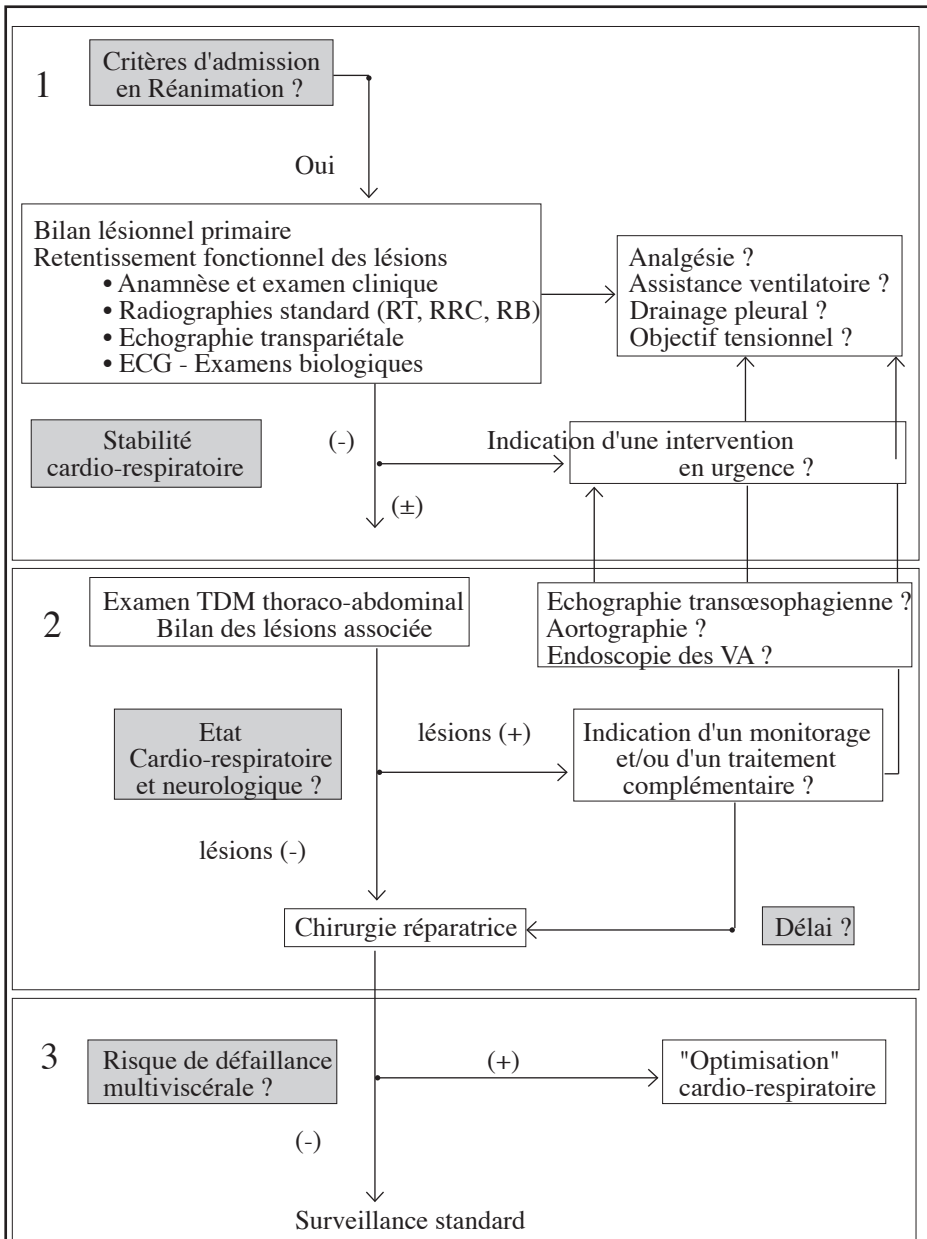 1
Critères d'admission
en Réanimation ?
Oui
Bilan lésionnel primaire
Retentissement fonctionnel des lésions
• Anamnèse et examen clinique
• Radiographies standard (RT, RRC, RB)
• Echographie transpariétale
• ECG - Examens biologiques
Analgésie ?
Assistance ventilatoire ?
Drainage pleural ?
Objectif tensionnel ?
Stabilité
cardio-respiratoire
(-)
Indication d'une intervention
en urgence ?
(±)
2
Examen TDM thoraco-abdominal
Bilan des lésions associée
Echographie transœsophagienne ?
Aortographie ?
Endoscopie des VA ?
Etat
Cardio-respiratoire
et neurologique ?
lésions (+)
Indication d'un monitorage
et/ou d'un traitement
complémentaire ?
lésions (-)
Chirurgie réparatrice
Délai ?
3
Risque de défaillance
multiviscérale ?
(+)
"Optimisation"
cardio-respiratoire
(-)
Surveillance standard